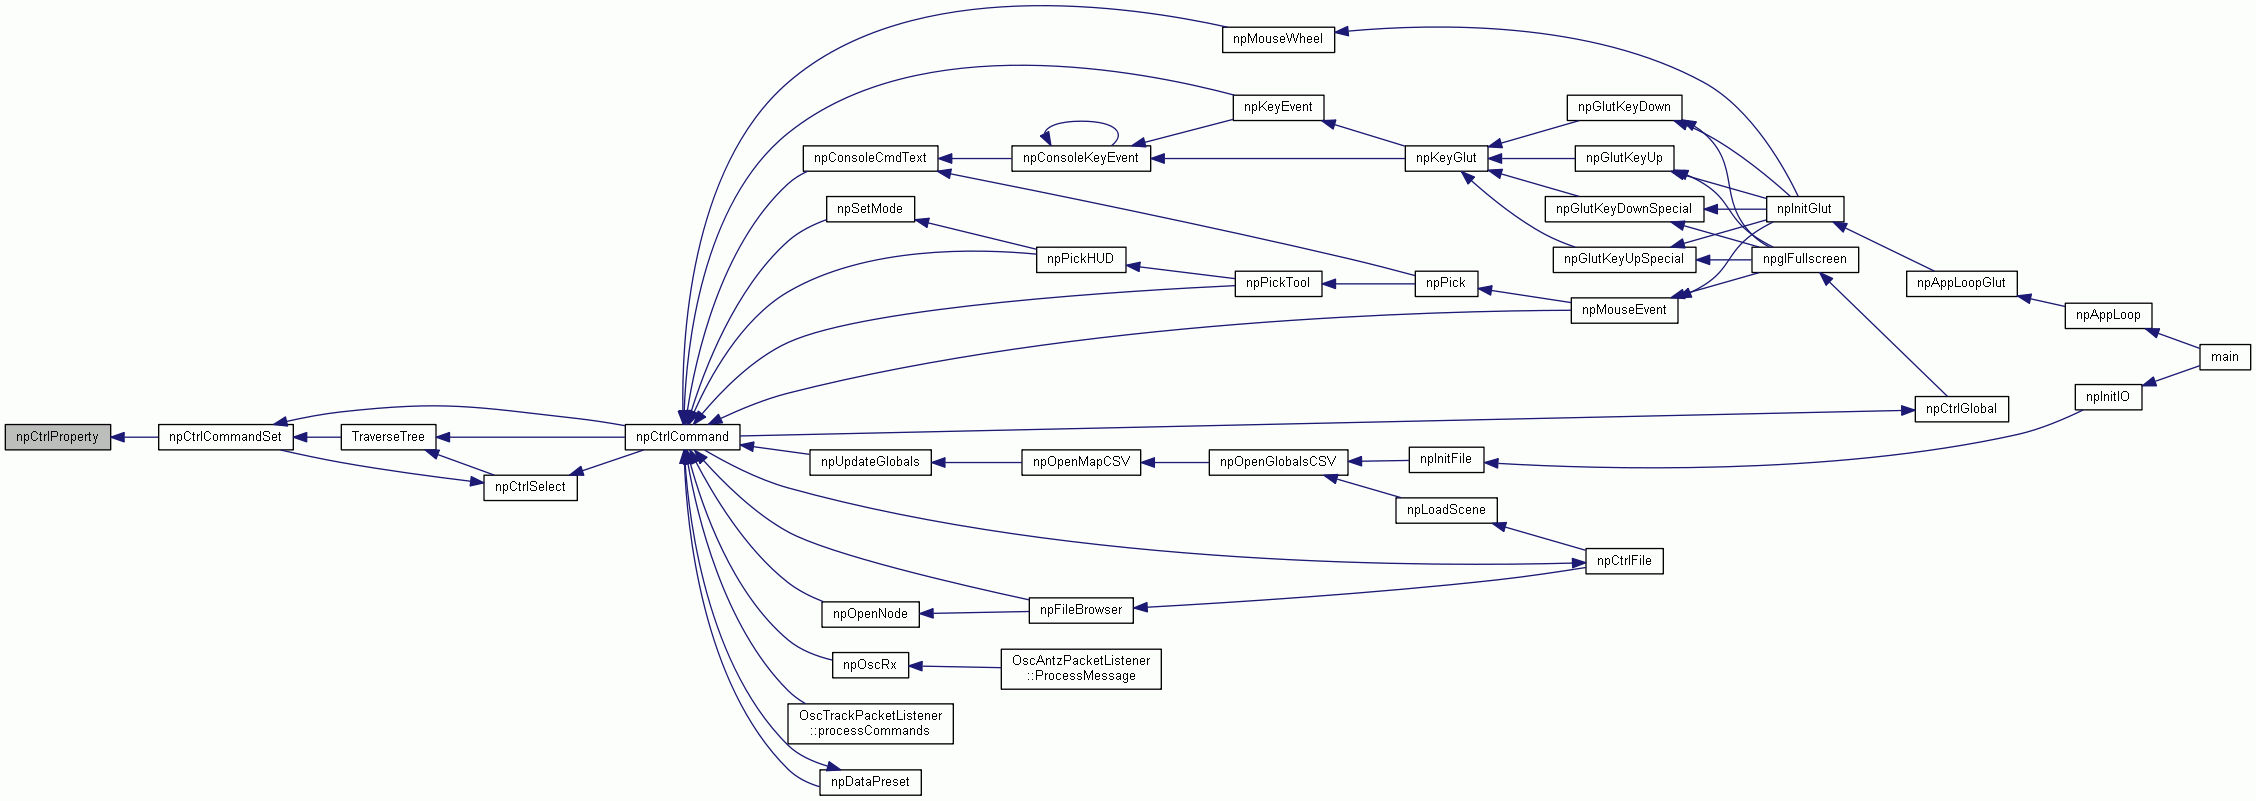 npMouseWheel
npKeyEvent
npGlutKeyDown
npConsoleCmdText
npConsoleKeyEvent
npKeyGlut
npGlutKeyUp
npSetMode
npGlutKeyDownSpecial
npInitGlut
npPickHUD
npGlutKeyUpSpecial
npglFullscreen
npPickTool
npPick
npAppLoopGlut
npMouseEvent
npAppLoop
main
npInitIO
npCtrlGlobal
npCtrlProperty
npCtrlCommandSet
TraverseTree
npCtrlCommand
npUpdateGlobals
npOpenMapCSV
npOpenGlobalsCSV
npInitFile
npCtrlSelect
npLoadScene
npCtrlFile
npOpenNode
npFileBrowser
npOscRx
OscAntzPacketListener
::ProcessMessage
OscTrackPacketListener
::processCommands
npDataPreset